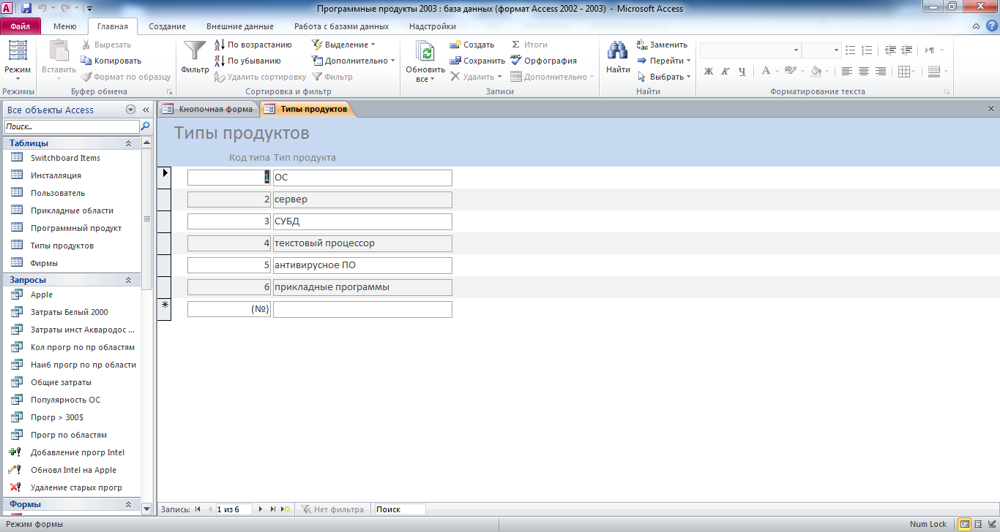 Программные продукты 2003 : база данных (формат Access 2002 - 2003) - Microsoft Access
Файл Меню Главная Создание Внешние данные Работа с базами данных Надстройки
Режим
Режимы
Вставить
Вырезать
Копировать
Формат по образцу
Буфер обмена
Фильтр
По возрастанию
По убыванию
Удалить сортировку
Выделение
Дополнительно
Фильтр
Сортировка и фильтр
Обновить все
Создать
Сохранить
Удалить
Итоги
Орфография
Дополнительно
Записи
Найти
Заменить
Перейти
Выбрать
Найти
Ж К Ч А
Форматирование текста
Все объекты Access
Поиск...
Таблицы
Switchboard Items
Инсталляция
Пользователь
Прикладные области
Программный продукт
Типы продуктов
Фирмы
Запросы
Apple
Затраты Белый 2000
Затраты инст Аквародос ...
Кол прогр по пр областям
Наиб прогр по пр области
Общие затраты
Популярность ОС
Прогр > 300$
Прогр по областям
Добавление прогр Intel
Обновл Intel на Apple
Удаление старых прогр
Формы
Кнопочная форма Типы продуктов
Типы продуктов
Код типа Тип продукта
1 ОС
2 сервер
3 СУБД
4 текстовый процессор
5 антивирусное ПО
6 прикладные программы
(№)
Запись: 1 из 6 Нет фильтра Поиск
Режим формы Num Lock